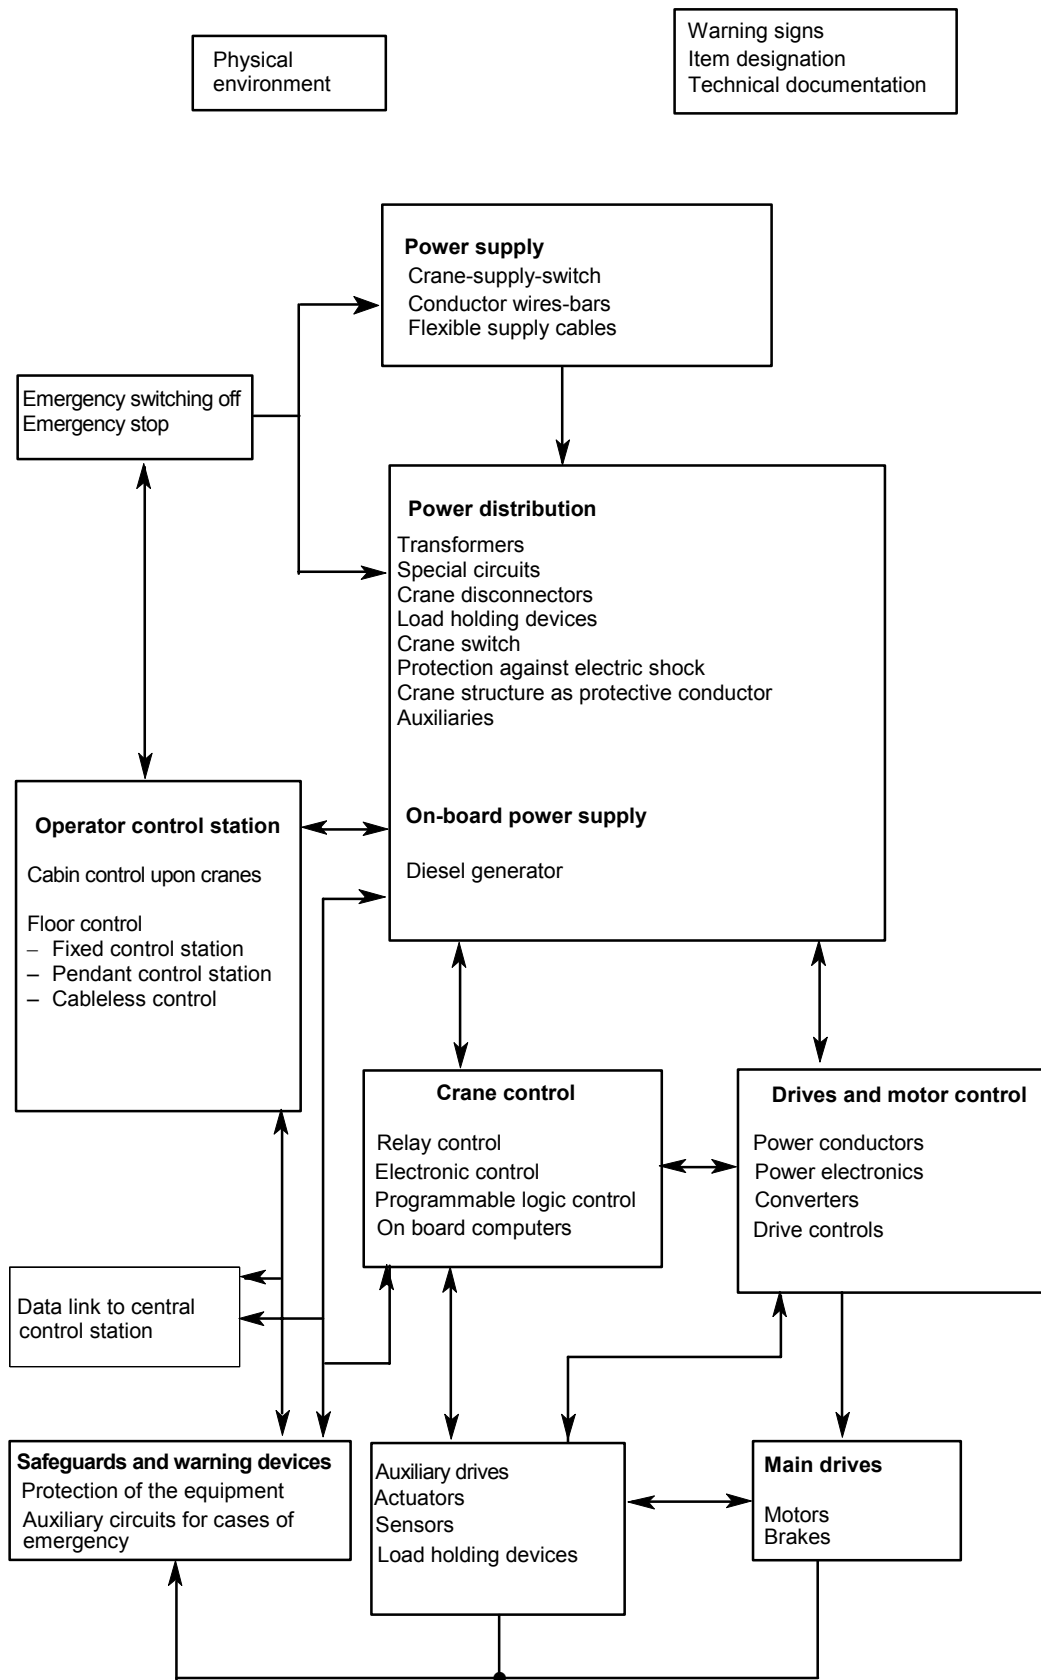 Physical
environment
Warning signs
Item designation
Technical documentation
Power supply
Crane-supply-switch
Conductor wires-bars
Flexible supply cables
Emergency switching off
Emergency stop
Power distribution
Transformers
Special circuits
Crane disconnectors
Load holding devices
Crane switch
Protection against electric shock
Crane structure as protective conductor
Auxiliaries
On-board power supply
Diesel generator
Operator control station
Cabin control upon cranes
Floor control
– Fixed control station
– Pendant control station
– Cableless control
Crane control
Relay control
Electronic control
Programmable logic control
On board computers
Drives and motor control
Power conductors
Power electronics
Converters
Drive controls
Data link to central
control station
Safeguards and warning devices
Protection of the equipment
Auxiliary circuits for cases of
emergency
Auxiliary drives
Actuators
Sensors
Load holding devices
Main drives
Motors
Brakes